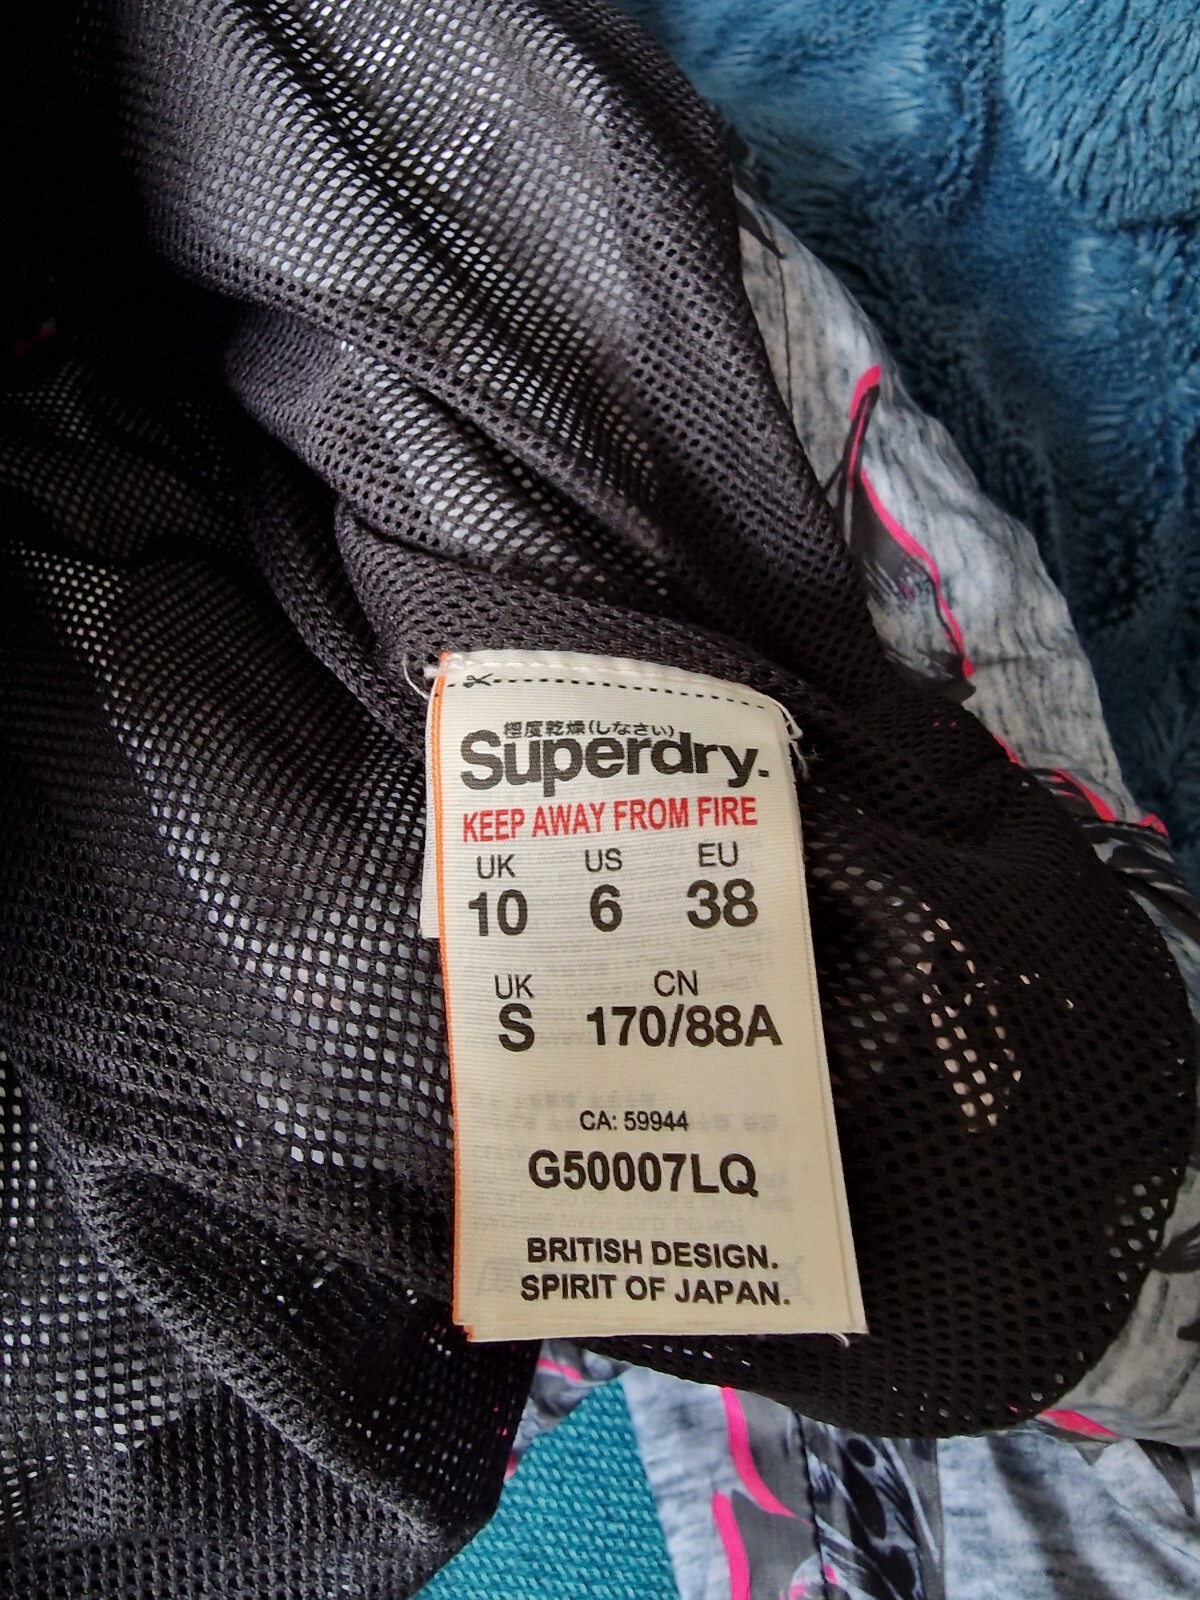 極度乾燥(しなさい)
Superdry.
KEEP AWAY FROM FIRE
UK US EU
10 6 38
UK CN
S 170/88A
CA: 59944
G50007LQ
BRITISH DESIGN.
SPIRIT OF JAPAN.